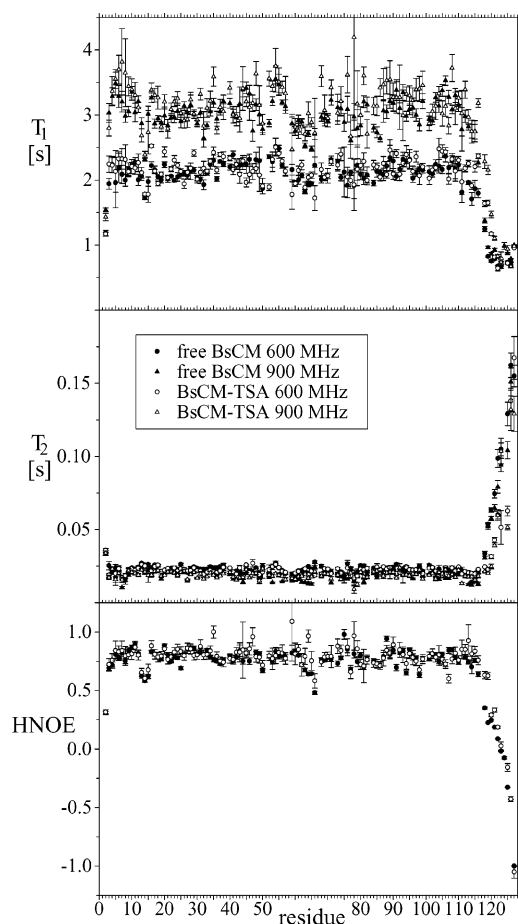 4
3
T1
[s]
2
1
free BsCM 600 MHz
free BsCM 900 MHz
BsCM-TSA 600 MHz
BsCM-TSA 900 MHz
0.15
T2
0.10
[s]
0.05
1.0
0.5
HNOE
0.0
-0.5
-1.0
0 10 20 30 40 50 60 70 80 90 100 110 120
residue